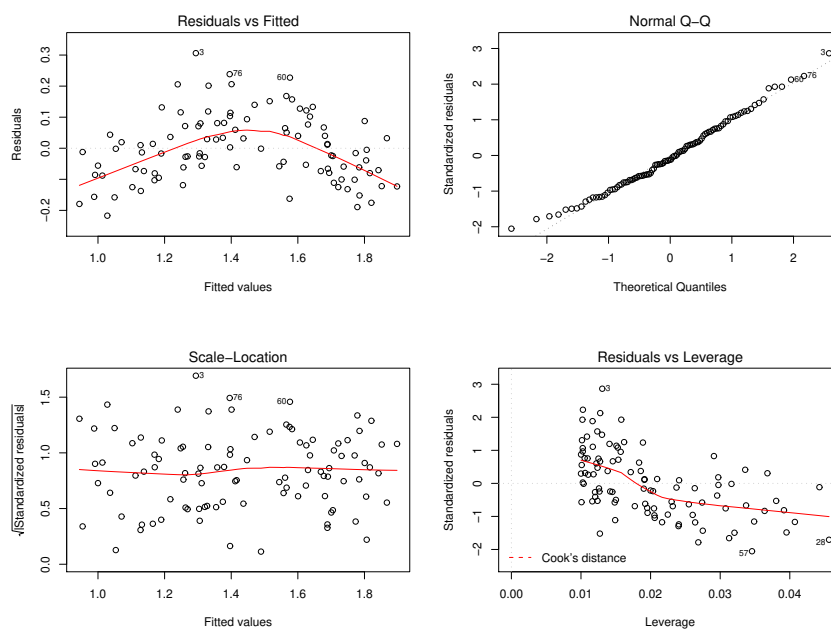 Residuals vs Fitted
Residuals
0.3
0.1
0.0
−0.2
3
76
60
1.0 1.2 1.4 1.6 1.8
Fitted values
Normal Q−Q
Standardized residuals
3
2
1
0
−1
−2
3
60
76
−2 −1 0 1 2
Theoretical Quantiles
Scale−Location
√|Standardized residuals|
1.5
1.0
0.5
0.0
3
76
60
1.0 1.2 1.4 1.6 1.8
Fitted values
Residuals vs Leverage
Standardized residuals
3
2
1
0
−1
−2
3
57
28
Cook's distance
0.00 0.01 0.02 0.03 0.04
Leverage